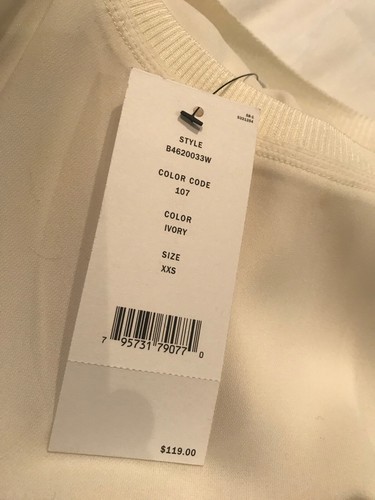 STYLE
B4620033W
COLOR CODE
107
COLOR
IVORY
SIZE
XXS
7 95731 79077 0
$119.00